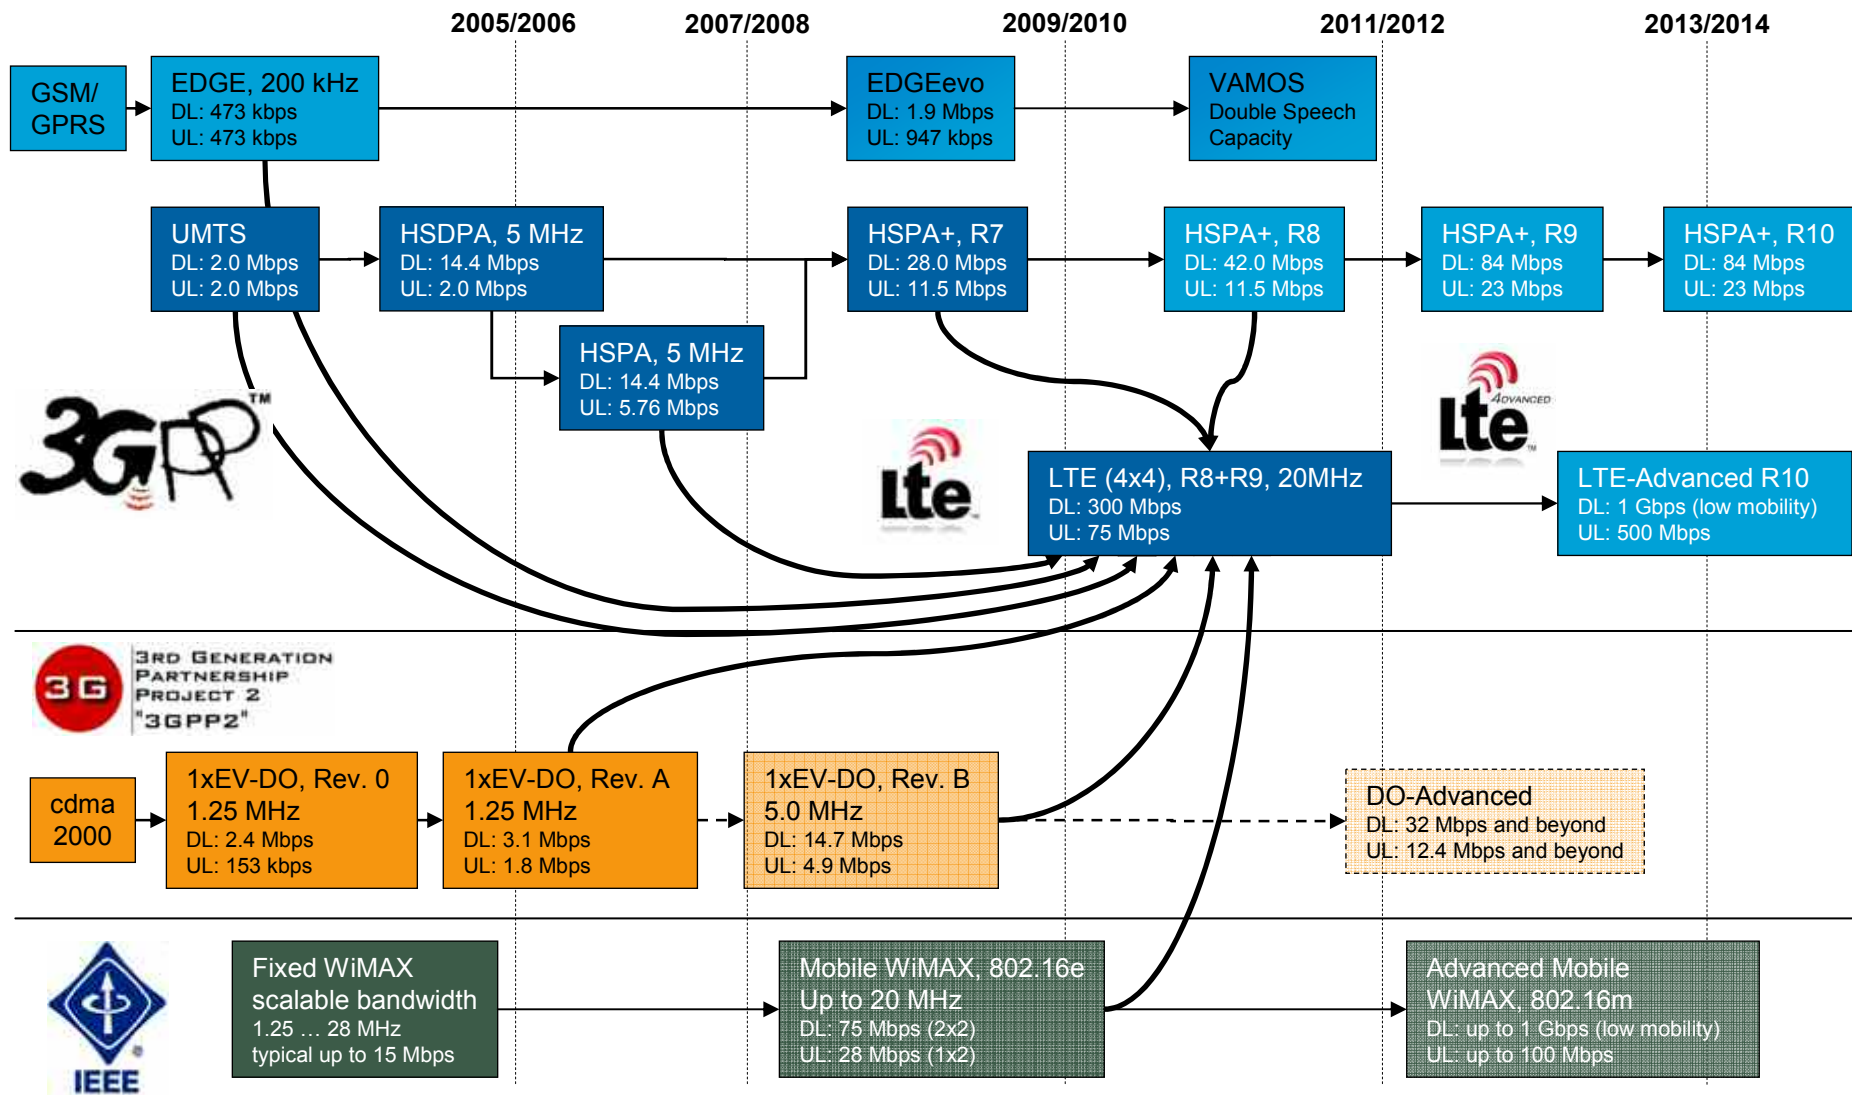 2005/2006
2007/2008
2009/2010
2011/2012
2013/2014
GSM/
GPRS
EDGE, 200 kHz
DL: 473 kbps
UL: 473 kbps
EDGEevo
DL: 1.9 Mbps
UL: 947 kbps
VAMOS
Double Speech
Capacity
UMTS
DL: 2.0 Mbps
UL: 2.0 Mbps
HSDPA, 5 MHz
DL: 14.4 Mbps
UL: 2.0 Mbps
HSPA+, R7
DL: 28.0 Mbps
UL: 11.5 Mbps
HSPA+, R8
DL: 42.0 Mbps
UL: 11.5 Mbps
HSPA+, R9
DL: 84 Mbps
UL: 23 Mbps
HSPA+, R10
DL: 84 Mbps
UL: 23 Mbps
HSPA, 5 MHz
DL: 14.4 Mbps
UL: 5.76 Mbps
3GPP™
Lte
Lte
ADVANCED
LTE (4x4), R8+R9, 20MHz
DL: 300 Mbps
UL: 75 Mbps
LTE-Advanced R10
DL: 1 Gbps (low mobility)
UL: 500 Mbps
3G
3RD GENERATION
PARTNERSHIP
PROJECT 2
"3GPP2"
cdma
2000
1xEV-DO, Rev. 0
1.25 MHz
DL: 2.4 Mbps
UL: 153 kbps
1xEV-DO, Rev. A
1.25 MHz
DL: 3.1 Mbps
UL: 1.8 Mbps
1xEV-DO, Rev. B
5.0 MHz
DL: 14.7 Mbps
UL: 4.9 Mbps
DO-Advanced
DL: 32 Mbps and beyond
UL: 12.4 Mbps and beyond
IEEE
®
Fixed WiMAX
scalable bandwidth
1.25 … 28 MHz
typical up to 15 Mbps
Mobile WiMAX, 802.16e
Up to 20 MHz
DL: 75 Mbps (2x2)
UL: 28 Mbps (1x2)
Advanced Mobile
WiMAX, 802.16m
DL: up to 1 Gbps (low mobility)
UL: up to 100 Mbps